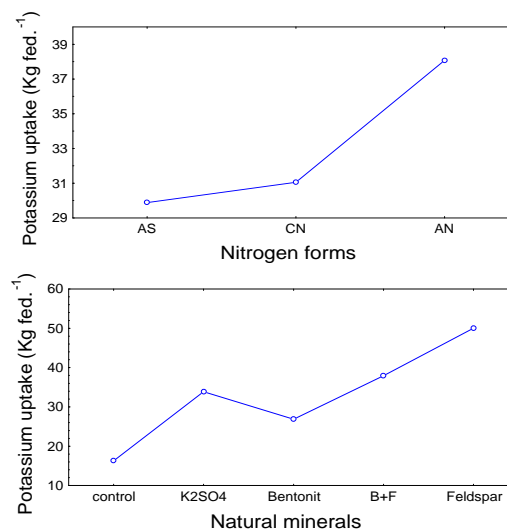 Potassium uptake (Kg fed.-1)
39
37
35
33
31
29
AS CN AN
Nitrogen forms
Potassium uptake (Kg fed.-1)
60
50
40
30
20
10
control K2SO4 Bentonit B+F Feldspar
Natural minerals